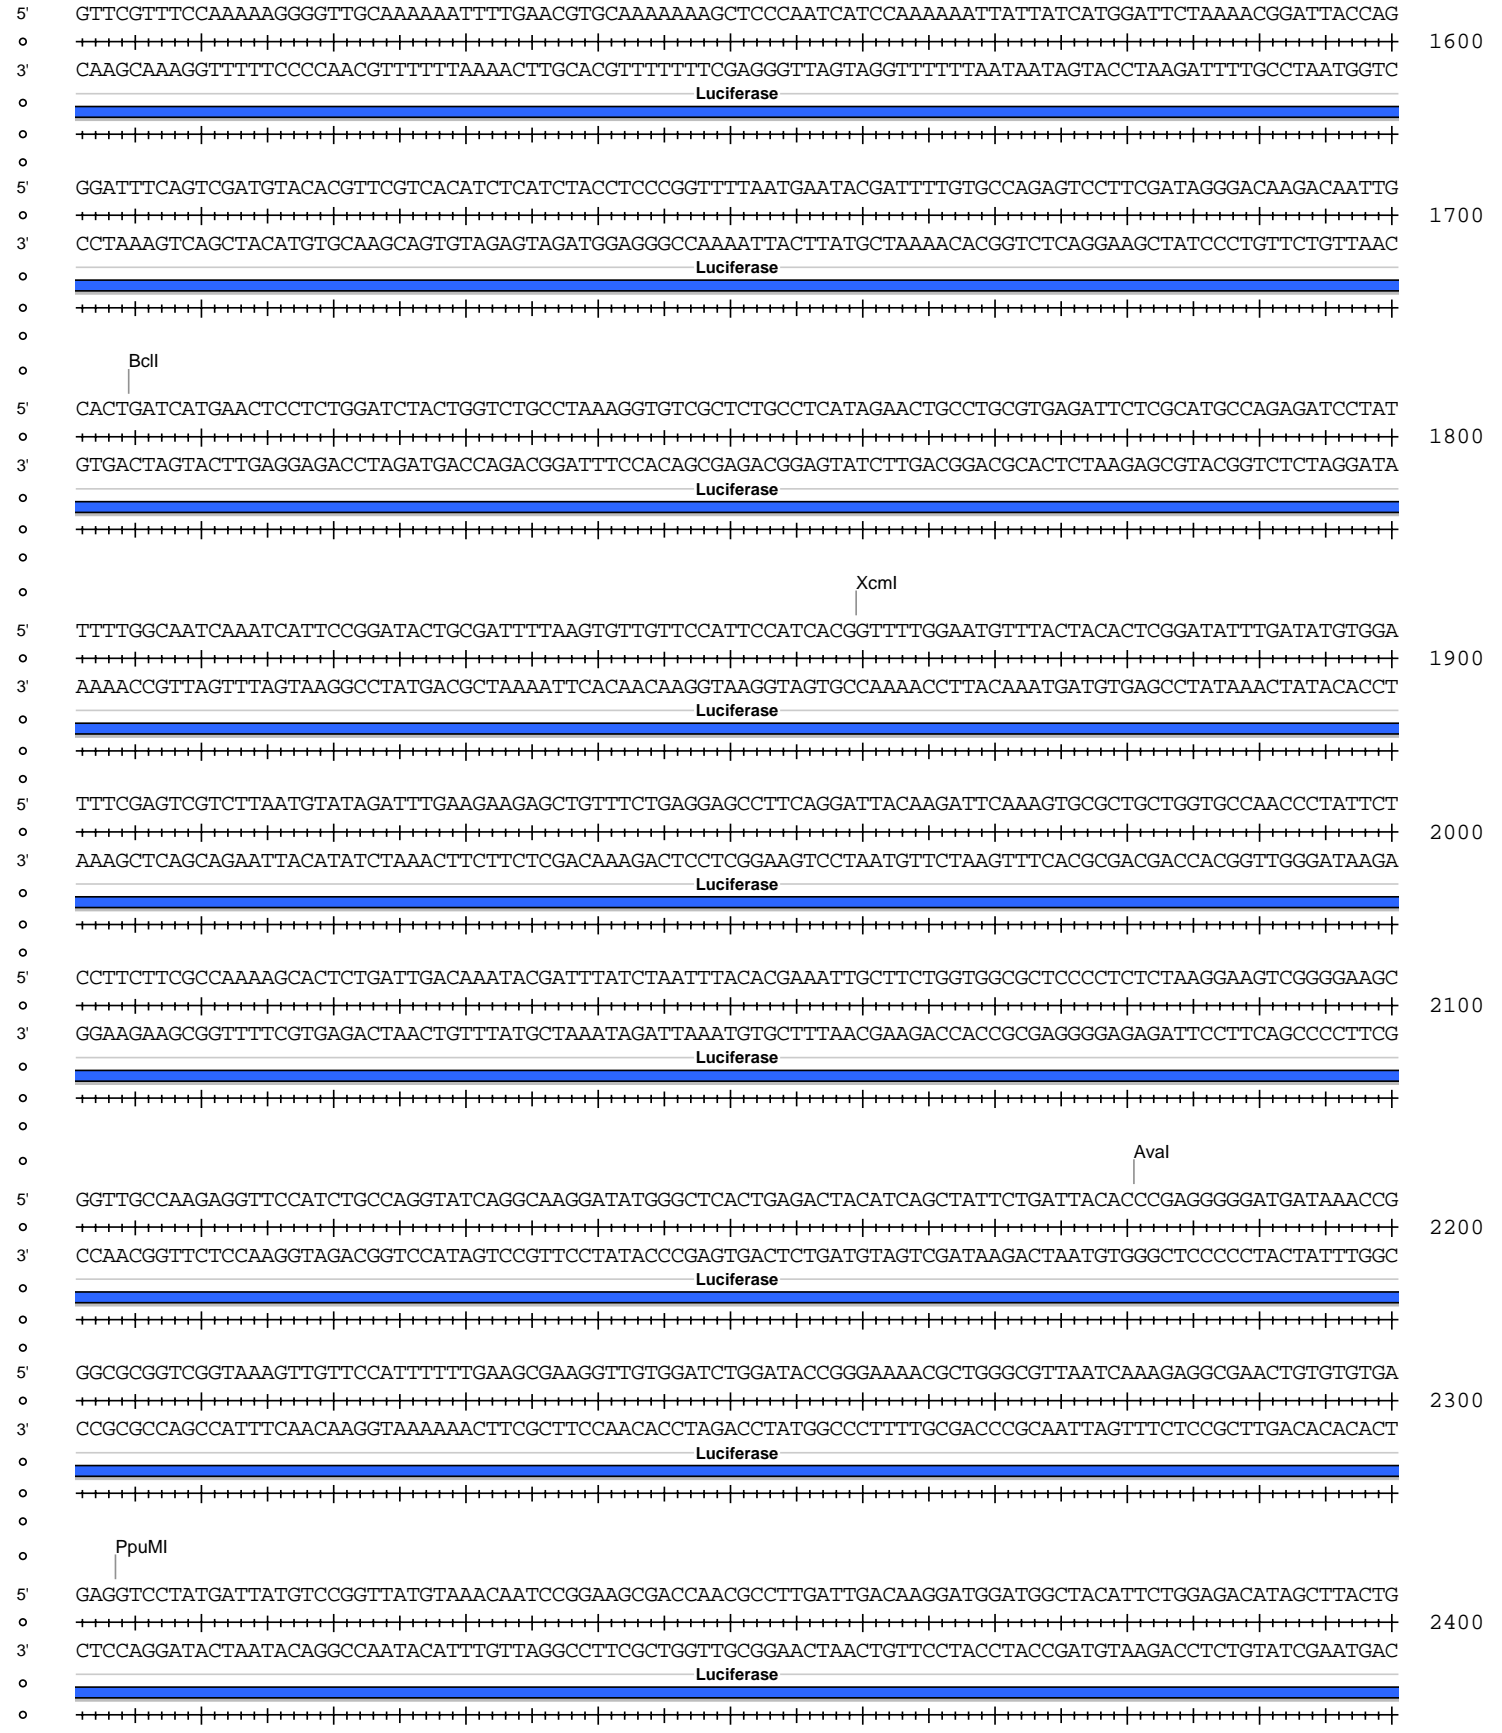 5' GTTCGTTTCCAAAAAGGGGTTGCAAAAAATTTTGAACGTGCAAAAAAAGCTCCCAATCATCCAAAAAATTATTATCATGGATTCTAAAACGGATTACCAG
1600
3' CAAGCAAAGGTTTTTCCCCAACGTTTTTTAAAACTTGCACGTTTTTTTCGAGGGTTAGTAGGTTTTTTAATAATAGTACCTAAGATTTTGCCTAATGGTC
Luciferase
5' GGATTTCAGTCGATGTACACGTTCGTCACATCTCATCTACCTCCCGGTTTTAATGAATACGATTTTGTGCCAGAGTCCTTCGATAGGGACAAGACAATTG
1700
3' CCTAAAGTCAGCTACATGTGCAAGCAGTGTAGAGTAGATGGAGGGCCAAAATTACTTATGCTAAAACACGGTCTCAGGAAGCTATCCCTGTTCTGTTAAC
Luciferase
BclI
5' CACTGATCATGAACTCCTCTGGATCTACTGGTCTGCCTAAAGGTGTCGCTCTGCCTCATAGAACTGCCTGCGTGAGATTCTCGCATGCCAGAGATCCTAT
1800
3' GTGACTAGTACTTGAGGAGACCTAGATGACCAGACGGATTTCCACAGCGAGACGGAGTATCTTGACGGACGCACTCTAAGAGCGTACGGTCTCTAGGATA
Luciferase
XcmI
5' TTTTGGCAATCAAATCATTCCGGATACTGCGATTTTAAGTGTTGTTCCATTCCATCACGGTTTTGGAATGTTTACTACACTCGGATATTTGATATGTGGA
1900
3' AAAACCGTTAGTTTAGTAAGGCCTATGACGCTAAAATTCACAACAAGGTAAGGTAGTGCCAAAACCTTACAAATGATGTGAGCCTATAAACTATACACCT
Luciferase
5' TTTCGAGTCGTCTTAATGTATAGATTTGAAGAAGAGCTGTTTCTGAGGAGCCTTCAGGATTACAAGATTCAAAGTGCGCTGCTGGTGCCAACCCTATTCT
2000
3' AAAGCTCAGCAGAATTACATATCTAAACTTCTTCTCGACAAAGACTCCTCGGAAGTCCTAATGTTCTAAGTTTCACGCGACGACCACGGTTGGGATAAGA
Luciferase
5' CCTTCTTCGCCAAAAGCACTCTGATTGACAAATACGATTTATCTAATTTACACGAAATTGCTTCTGGTGGCGCTCCCCTCTCTAAGGAAGTCGGGGAAGC
2100
3' GGAAGAAGCGGTTTTCGTGAGACTAACTGTTTATGCTAAATAGATTAAATGTGCTTTAACGAAGACCACCGCGAGGGGAGAGATTCCTTCAGCCCCTTCG
Luciferase
AvaI
5' GGTTGCCAAGAGGTTCCATCTGCCAGGTATCAGGCAAGGATATGGGCTCACTGAGACTACATCAGCTATTCTGATTACACCCGAGGGGGATGATAAACCG
2200
3' CCAACGGTTCTCCAAGGTAGACGGTCCATAGTCCGTTCCTATACCCGAGTGACTCTGATGTAGTCGATAAGACTAATGTGGGCTCCCCCTACTATTTGGC
Luciferase
5' GGCGCGGTCGGTAAAGTTGTTCCATTTTTTGAAGCGAAGGTTGTGGATCTGGATACCGGGAAAACGCTGGGCGTTAATCAAAGAGGCGAACTGTGTGTGA
2300
3' CCGCGCCAGCCATTTCAACAAGGTAAAAAACTTCGCTTCCAACACCTAGACCTATGGCCCTTTTGCGACCCGCAATTAGTTTCTCCGCTTGACACACACT
Luciferase
PpuMI
5' GAGGTCCTATGATTATGTCCGGTTATGTAAACAATCCGGAAGCGACCAACGCCTTGATTGACAAGGATGGATGGCTACATTCTGGAGACATAGCTTACTG
2400
3' CTCCAGGATACTAATACAGGCCAATACATTTGTTAGGCCTTCGCTGGTTGCGGAACTAACTGTTCCTACCTACCGATGTAAGACCTCTGTATCGAATGAC
Luciferase